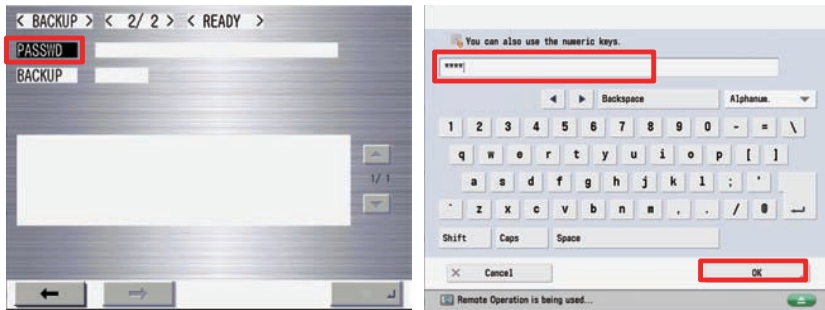 < BACKUP > < 2/ 2 > < READY >
PASSWD
BACKUP
1/ 1
You can also use the numeric keys.
****
Backspace
Alphanum.
1 2 3 4 5 6 7 8 9 0 - = \
q w e r t y u i o p [ ]
a s d f g h j k l ; '
` z x c v b n m , . / @
Shift Caps Space
× Cancel
OK
Remote Operation is being used...